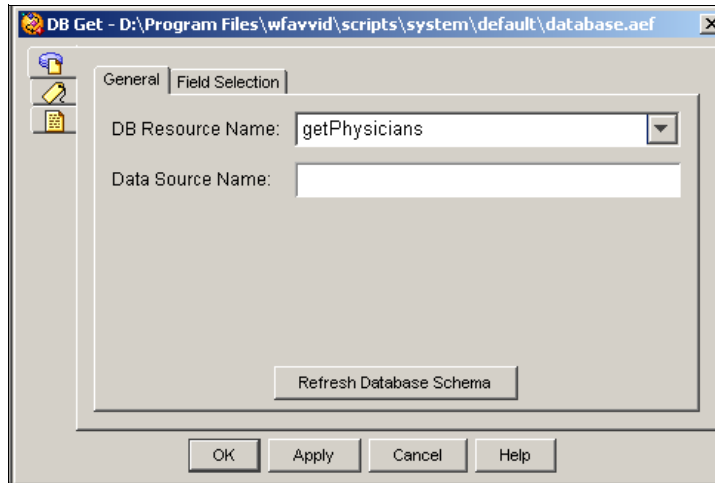 DB Get - D:\Program Files\wfavvid\scripts\system\default\database.aef
General Field Selection
DB Resource Name: getPhysicians
Data Source Name:
Refresh Database Schema
OK Apply Cancel Help